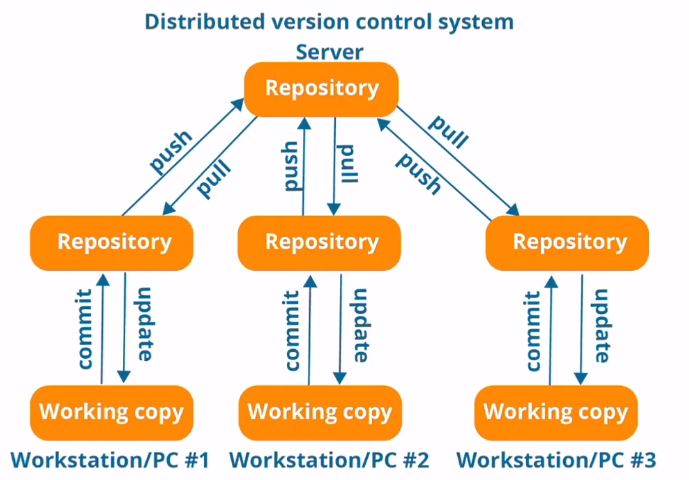 Distributed version control system
Server
Repository
push
pull
push
pull
push
pull
Repository
Repository
Repository
commit
update
commit
update
commit
update
Working copy
Working copy
Working copy
Workstation/PC #1
Workstation/PC #2
Workstation/PC #3